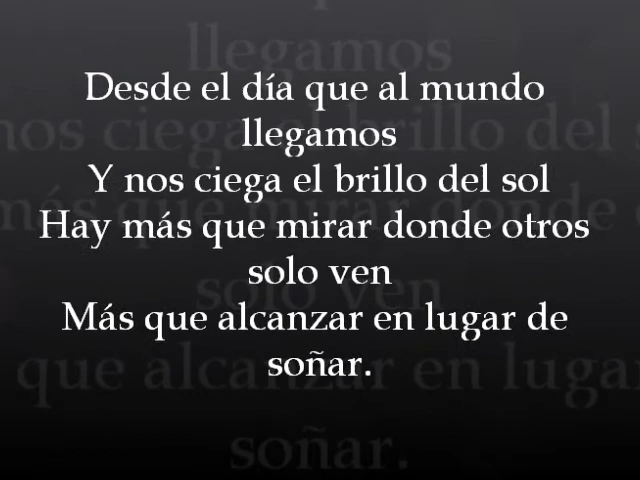 Desde el día que al mundo
llegamos
Y nos ciega el brillo del sol
Hay más que mirar donde otros
solo ven
Más que alcanzar en lugar de
soñar.